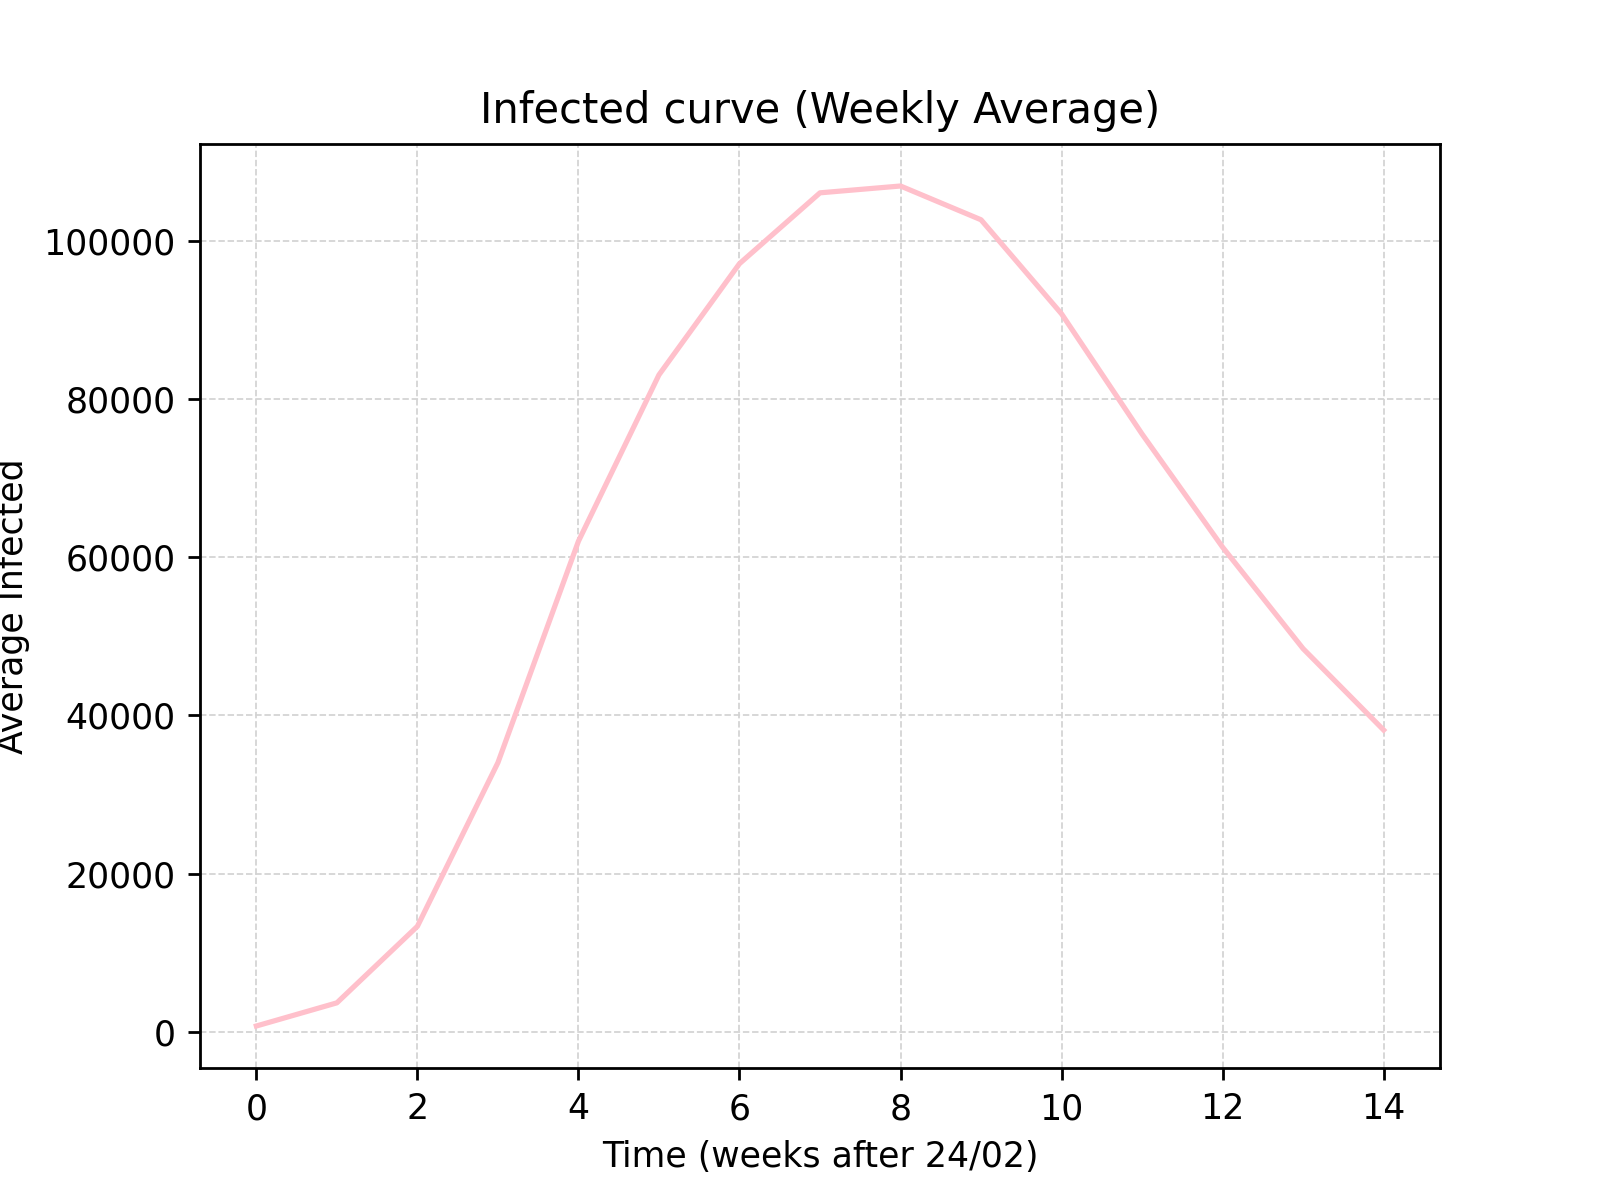 Infected curve (Weekly Average)
100000
80000
60000
40000
20000
0
Average Infected
0 2 4 6 8 10 12 14
Time (weeks after 24/02)